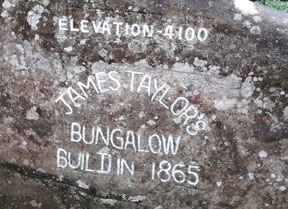 ELEVATION-4100
JAMES TAYLOR'S
BUNGALOW
BUILD IN 1865